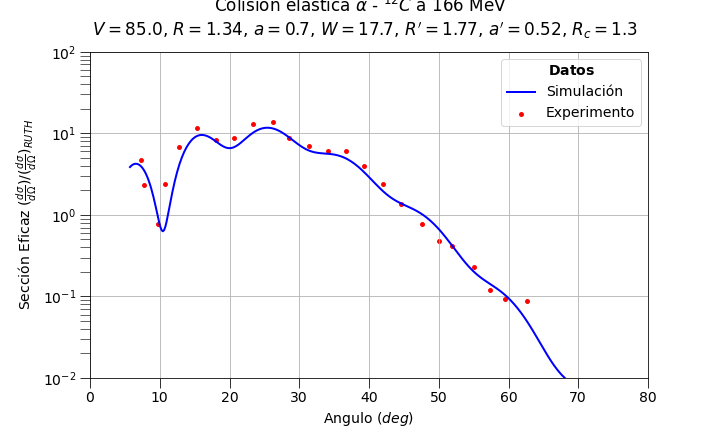 Colisión elástica α - ¹²C a 166 MeV
V = 85.0, R = 1.34, a = 0.7, W = 17.7, R′ = 1.77, a′ = 0.52, R_c = 1.3
Datos
Simulación
Experimento
Sección Eficaz (dσ/dΩ)/(dσ/dΩ)_RUTH
10²
10¹
10⁰
10⁻¹
10⁻²
0 10 20 30 40 50 60 70 80
Angulo (deg)